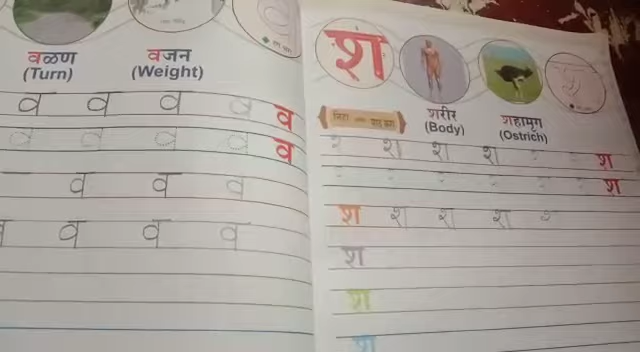 वळण
(Turn)
वजन
(Weight)
व व व व व
व व व व व
व व व
व व व व
श
शरीर
(Body)
शहामृग
(Ostrich)
श श श श
श
श श श श
श
श
श